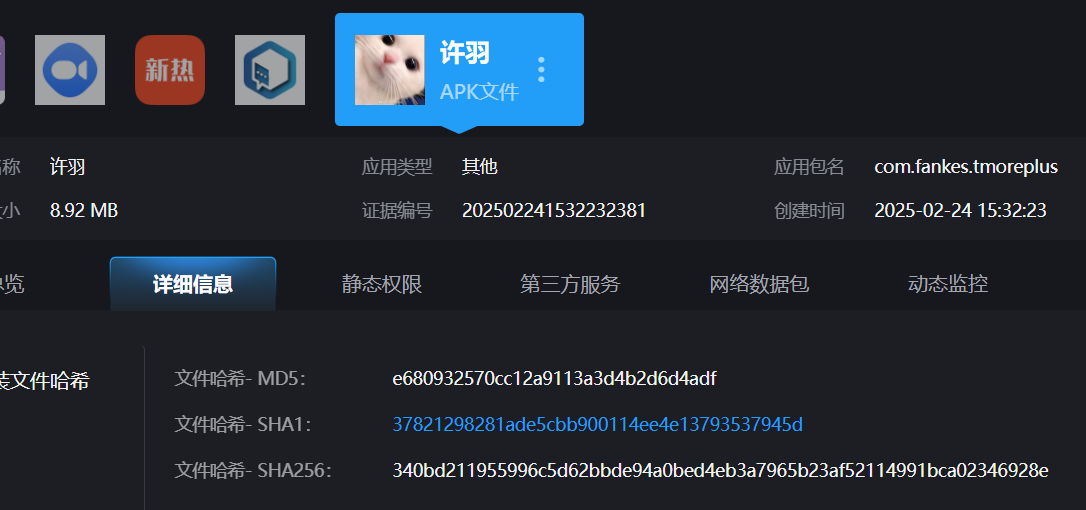 新热
许羽
APK文件
名称 许羽 应用类型 其他 应用包名 com.fankes.tmoreplus
大小 8.92 MB 证据编号 202502241532232381 创建时间 2025-02-24 15:32:23
总览 详细信息 静态权限 第三方服务 网络数据包 动态监控
装文件哈希
文件哈希- MD5: e680932570cc12a9113a3d4b2d6d4adf
文件哈希- SHA1: 37821298281ade5cbb900114ee4e13793537945d
文件哈希- SHA256: 340bd211955996c5d62bbde94a0bed4eb3a7965b23af52114991bca02346928e